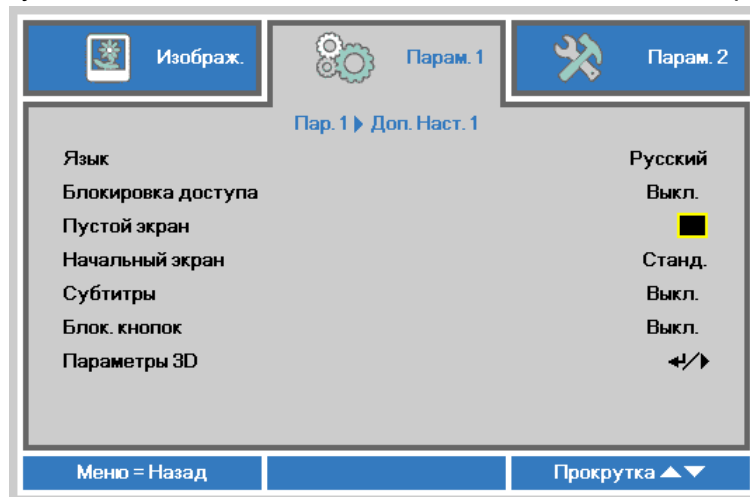 Изображ. Парам. 1 Парам. 2
Пар. 1 Доп. Наст. 1
Язык Русский
Блокировка доступа Выкл.
Пустой экран
Начальный экран Станд.
Субтитры Выкл.
Блок. кнопок Выкл.
Параметры 3D
Меню = Назад Прокрутка